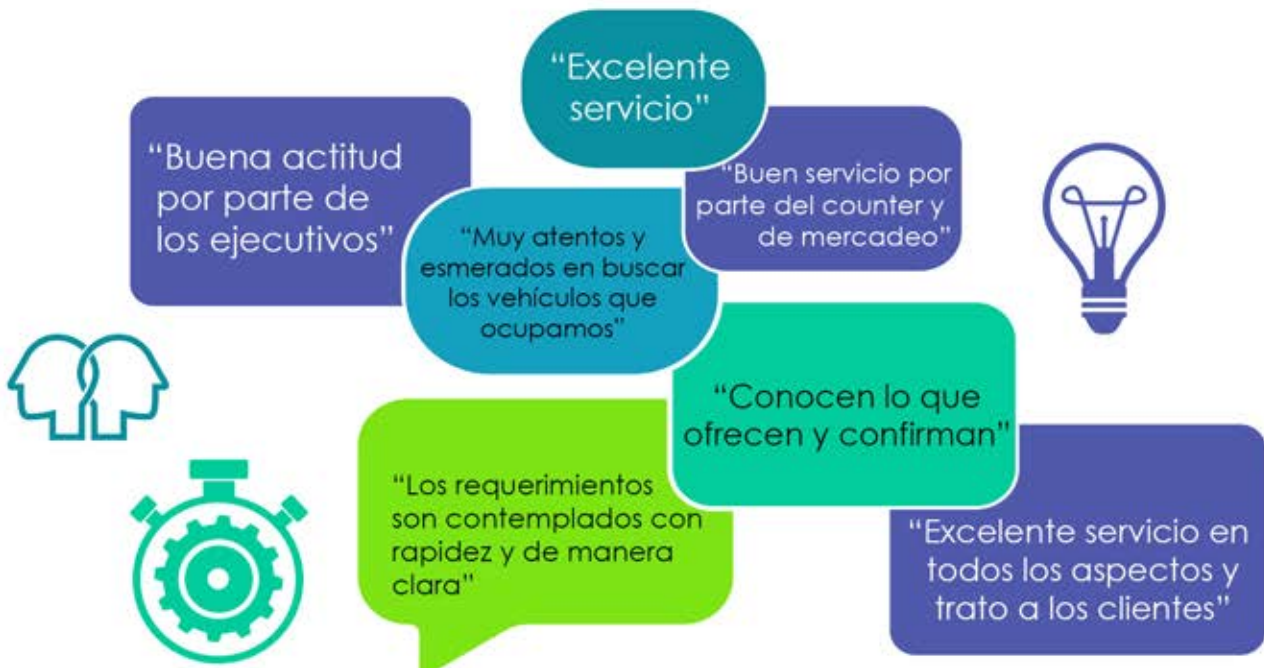 “Excelente
servicio”
“Buena actitud
por parte de
los ejecutivos”
“Buen servicio por
parte del counter y
de mercadeo”
“Muy atentos y
esmerados en buscar
los vehículos que
ocupamos”
“Conocen lo que
ofrecen y confirman”
“Los requerimientos
son contemplados con
rapidez y de manera
clara”
“Excelente servicio en
todos los aspectos y
trato a los clientes”